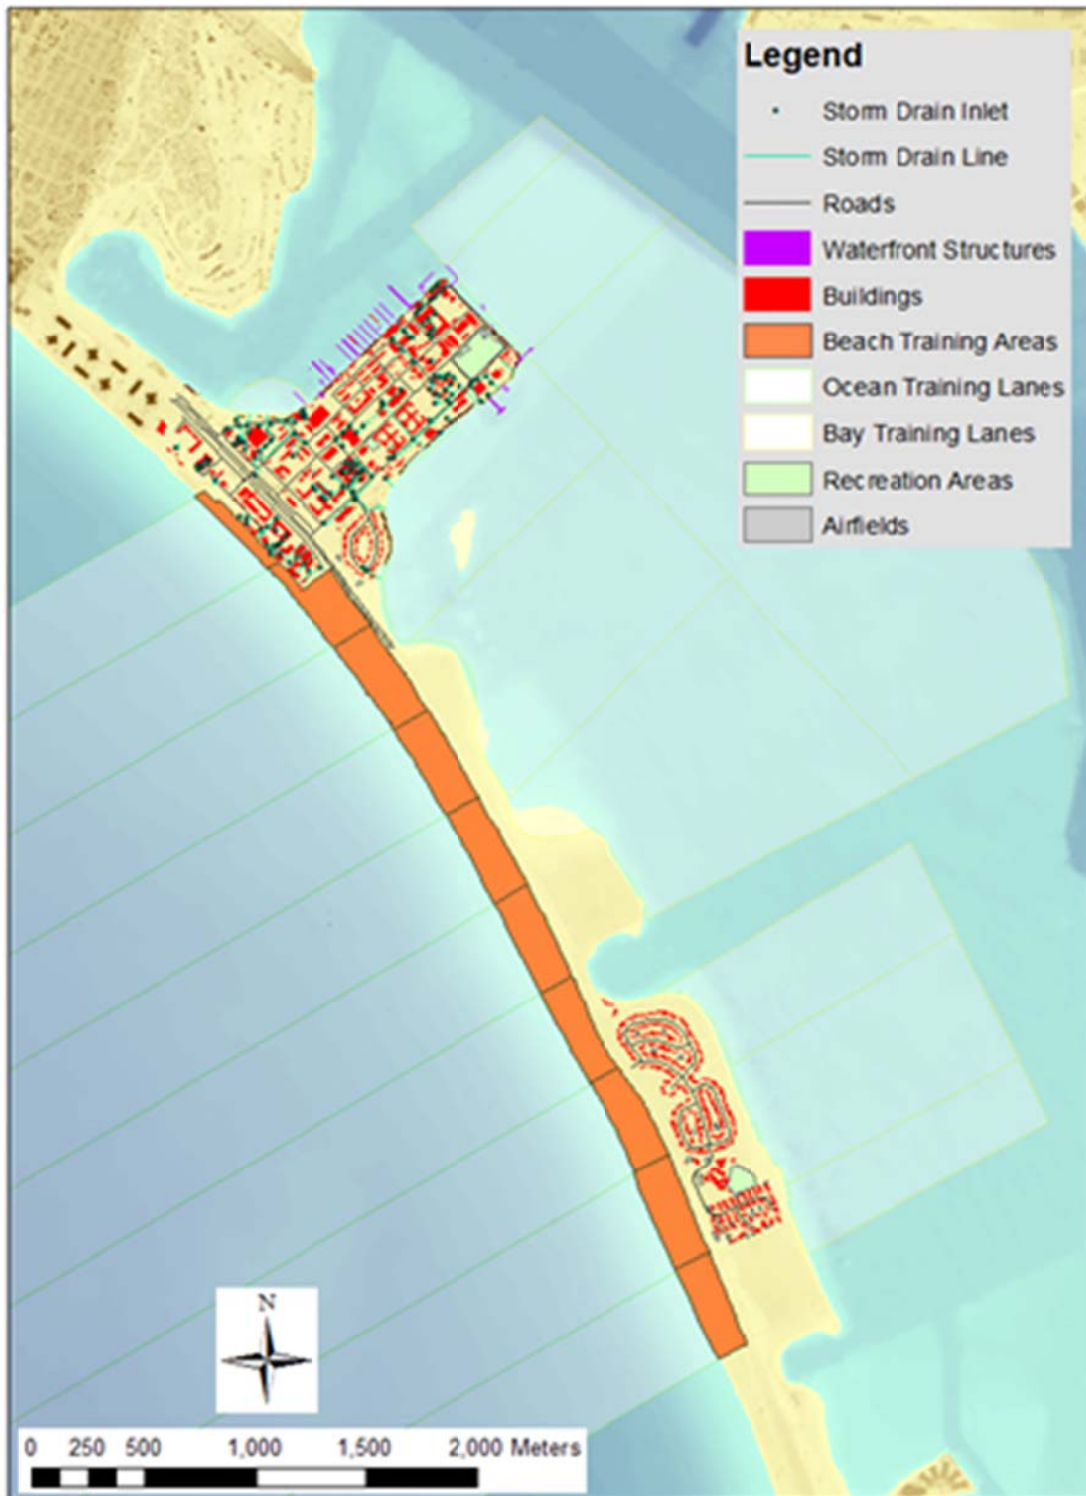 Legend
Storm Drain Inlet
Storm Drain Line
Roads
Waterfront Structures
Buildings
Beach Training Areas
Ocean Training Lanes
Bay Training Lanes
Recreation Areas
Airfields
N
0 250 500 1,000 1,500 2,000 Meters